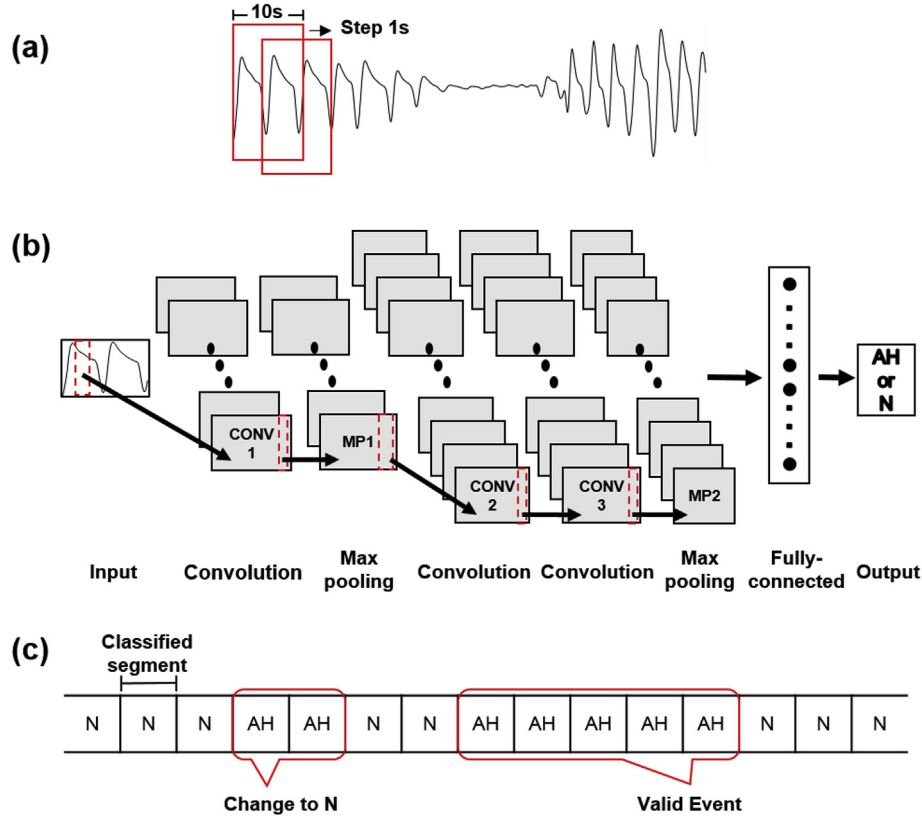 (a)
10s
Step 1s
(b)
CONV
1
MP1
CONV
2
CONV
3
MP2
AH
or
N
Input
Convolution
Max
pooling
Convolution
Convolution
Max
pooling
Fully-
connected
Output
(c)
Classified
segment
N N N AH AH N N AH AH AH AH AH N N N
Change to N
Valid Event